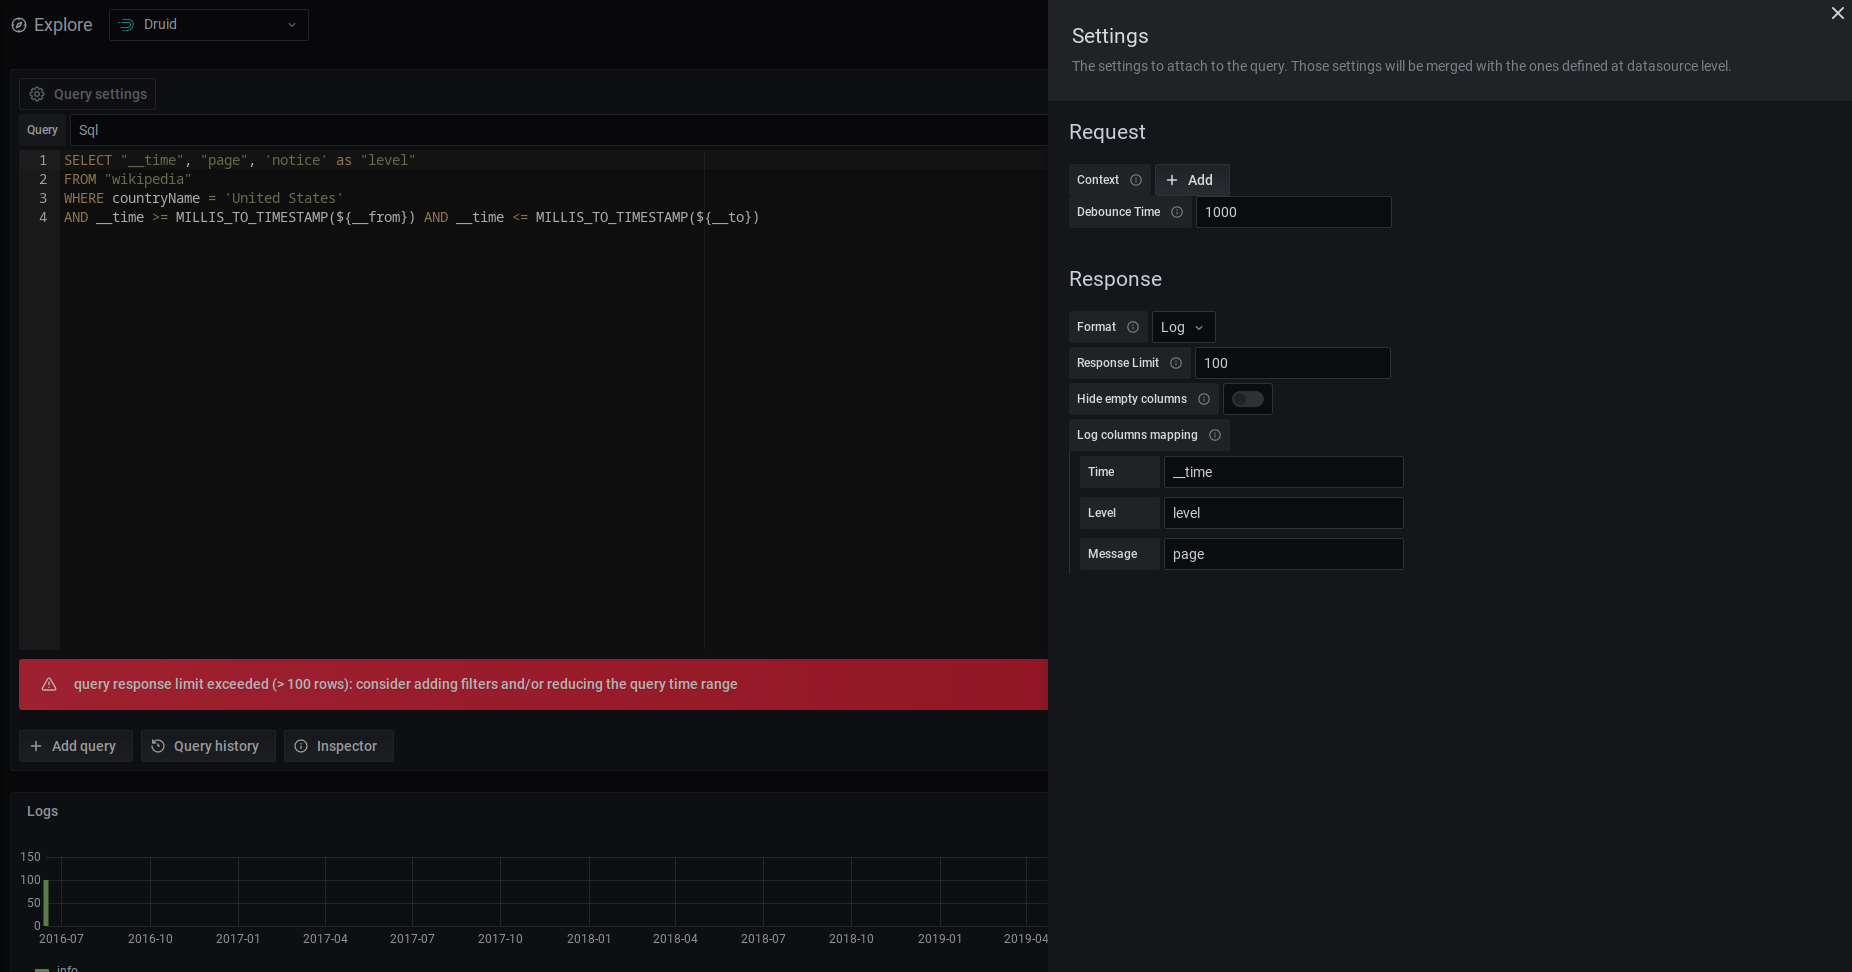 Explore
Druid
Query settings
Query
Sql
1 SELECT "__time", "page", 'notice' as "level"
2 FROM "wikipedia"
3 WHERE countryName = 'United States'
4 AND __time >= MILLIS_TO_TIMESTAMP(${__from}) AND __time <= MILLIS_TO_TIMESTAMP(${__to})
query response limit exceeded (> 100 rows): consider adding filters and/or reducing the query time range
+ Add query
Query history
Inspector
Logs
150
100
50
0
2016-07 2016-10 2017-01 2017-04 2017-07 2017-10 2018-01 2018-04 2018-07 2018-10 2019-01 2019-04
info
Settings
The settings to attach to the query. Those settings will be merged with the ones defined at datasource level.
Request
Context
+ Add
Debounce Time
1000
Response
Format
Log
Response Limit
100
Hide empty columns
Log columns mapping
Time
__time
Level
level
Message
page